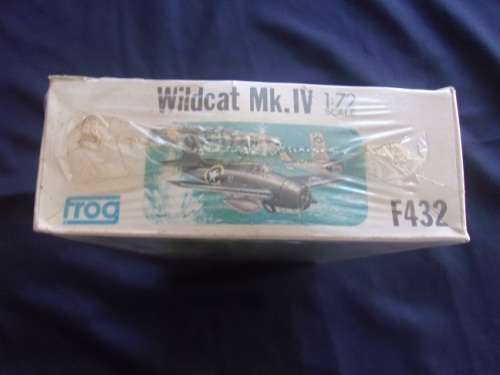 Wildcat Mk.IV 1:72
SCALE
FROG
F432